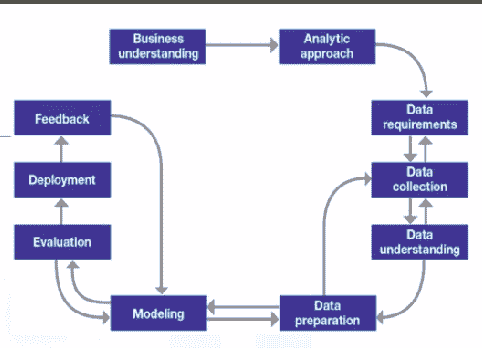 Business
understanding
Analytic
approach
Data
requirements
Data
collection
Data
understanding
Data
preparation
Modeling
Evaluation
Deployment
Feedback